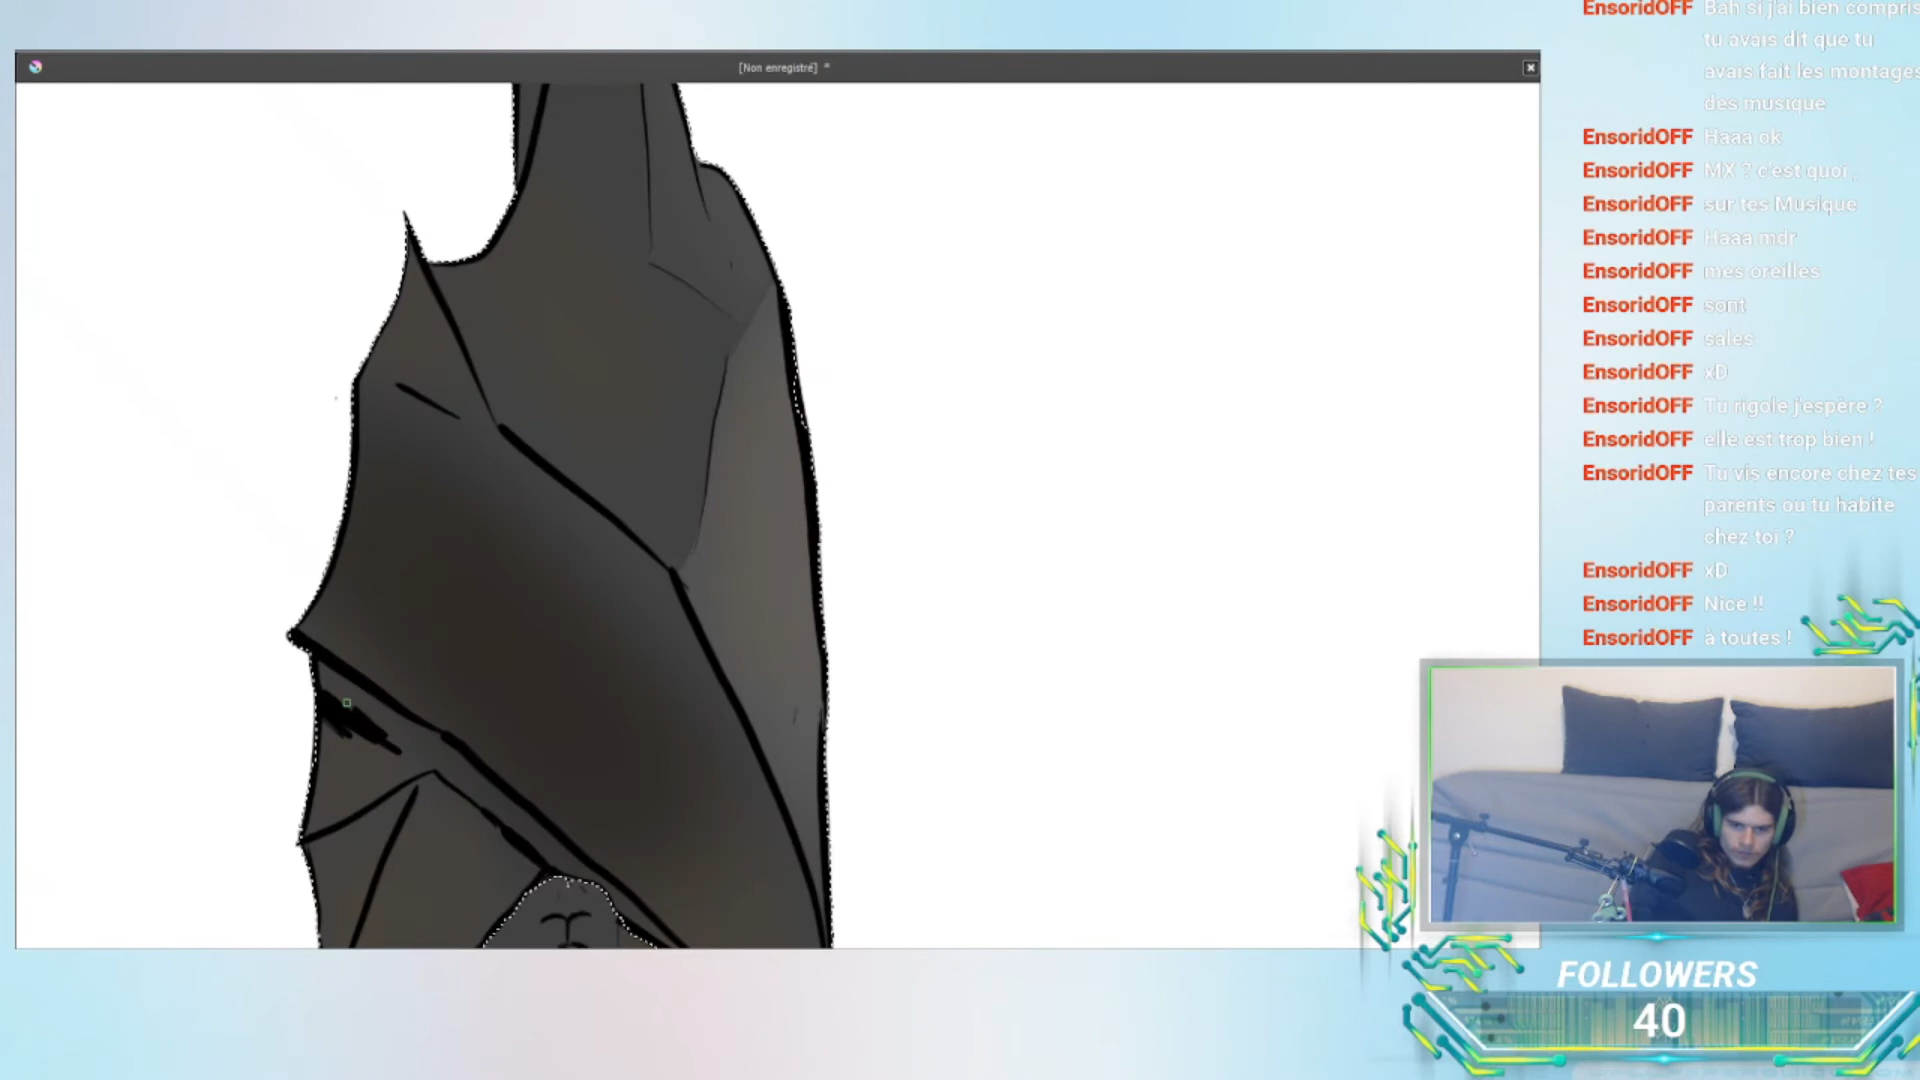 EnsoridOFF Bah si j'ai bien compris
tu avais dit que tu
avais fait les montages
des musique
EnsoridOFF Haaa ok
EnsoridOFF MX ? c'est quoi ,
EnsoridOFF sur tes Musique
EnsoridOFF Haaa mdr
EnsoridOFF mes oreilles
EnsoridOFF sont
EnsoridOFF sales
EnsoridOFF xD
EnsoridOFF Tu rigole j'espère ?
EnsoridOFF elle est trop bien !
EnsoridOFF Tu vis encore chez tes
parents ou tu habite
chez toi ?
EnsoridOFF xD
EnsoridOFF Nice !!
EnsoridOFF à toutes !
[Non enregistré] *
FOLLOWERS
40